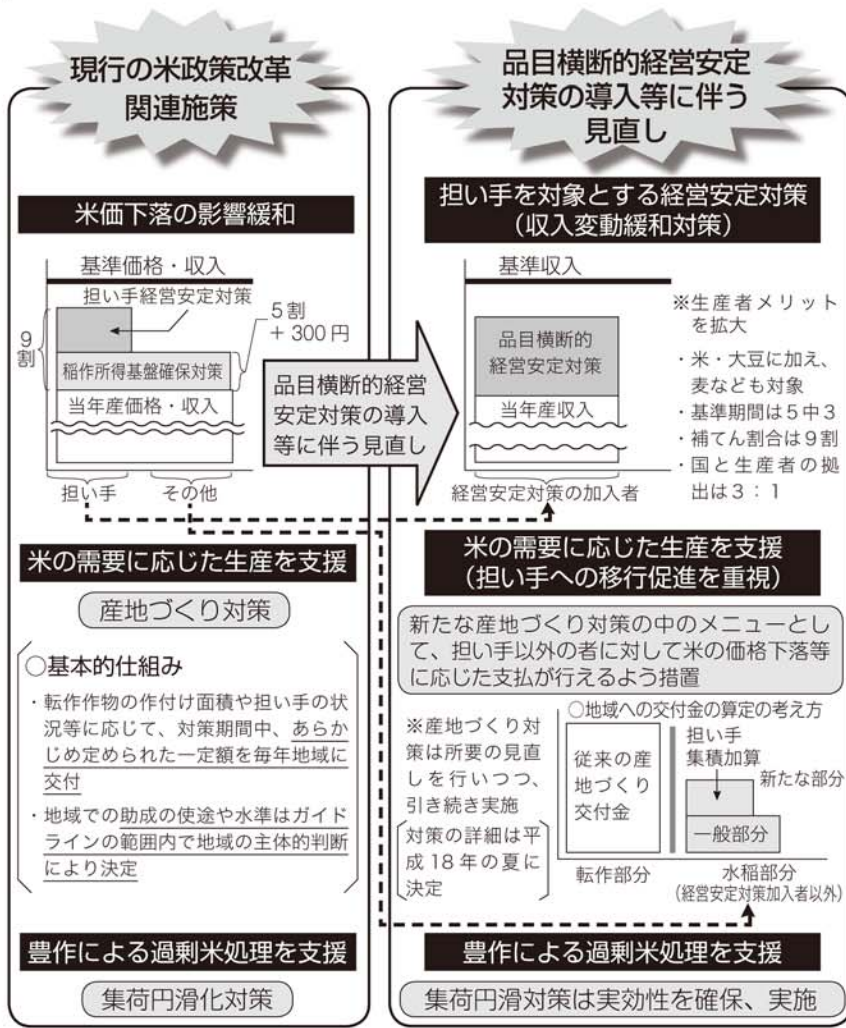 現行の米政策改革
関連施策
米価下落の影響緩和
基準価格・収入
担い手経営安定対策
9割
5割
＋300円
稲作所得基盤確保対策
当年産価格・収入
担い手
その他
米の需要に応じた生産を支援
産地づくり対策
○基本的仕組み
・転作作物の作付け面積や担い手の状
況等に応じて、対策期間中、あらか
じめ定められた一定額を毎年地域に
交付
・地域での助成の使途や水準はガイド
ラインの範囲内で地域の主体的判断
により決定
豊作による過剰米処理を支援
集荷円滑化対策
品目横断的経営
安定対策の導入
等に伴う見直し
品目横断的経営安定
対策の導入等に伴う
見直し
担い手を対象とする経営安定対策
（収入変動緩和対策）
基準収入
品目横断的
経営安定対策
当年産収入
経営安定対策の加入者
※生産者メリット
を拡大
・米・大豆に加え、
麦なども対象
・基準期間は5中3
・補てん割合は9割
・国と生産者の拠
出は3：1
米の需要に応じた生産を支援
（担い手への移行促進を重視）
新たな産地づくり対策の中のメニューとし
て、担い手以外の者に対して米の価格下落等
に応じた支払が行えるよう措置
※産地づくり対
策は所要の見直
しを行いつつ、
引き続き実施
対策の詳細は平
成18年の夏に
決定
○地域への交付金の算定の考え方
従来の産
地づくり
交付金
担い手
集積加算
新たな部分
一般部分
転作部分
水稲部分
（経営安定対策加入者以外）
豊作による過剰米処理を支援
集荷円滑対策は実効性を確保、実施